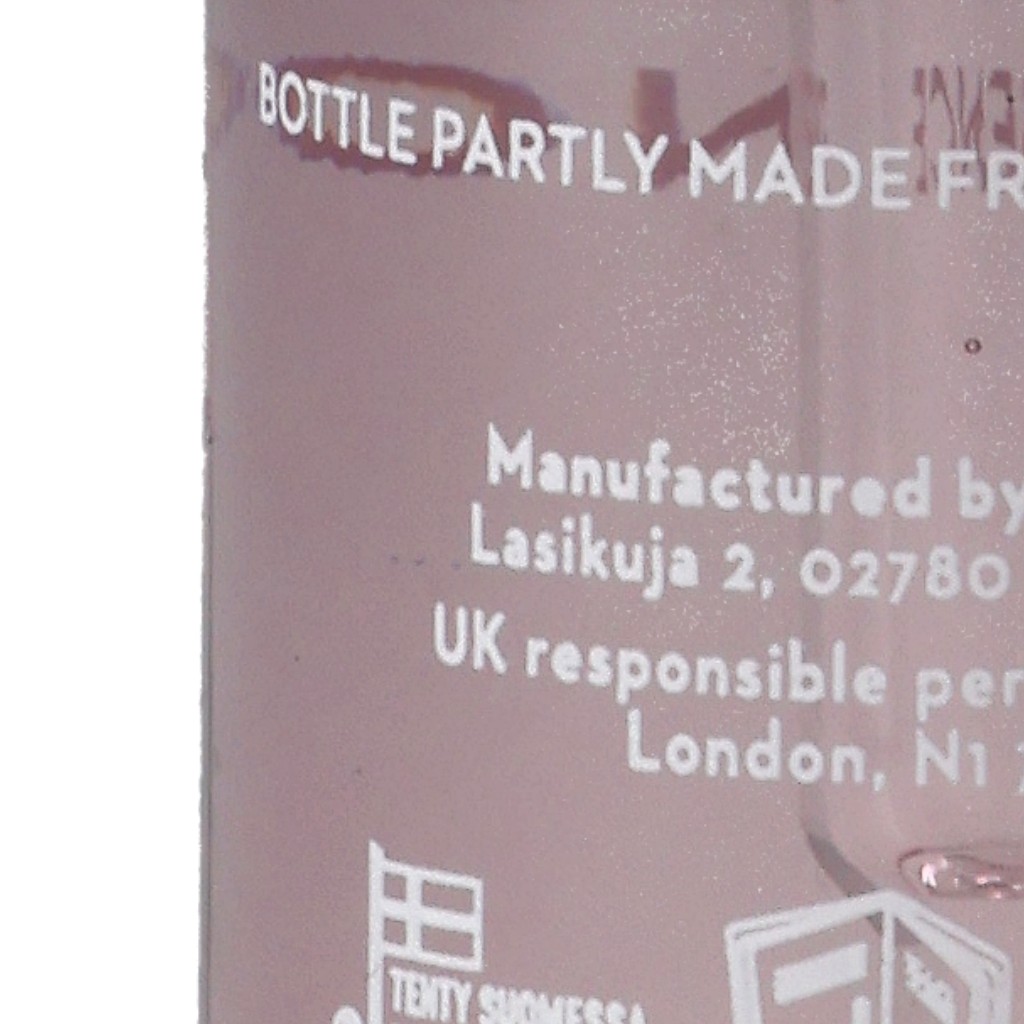 BOTTLE PARTLY MADE FR
Manufactured by
Lasikuja 2, 02780
UK responsible per
London, N1
TEHTY SUOMESSA